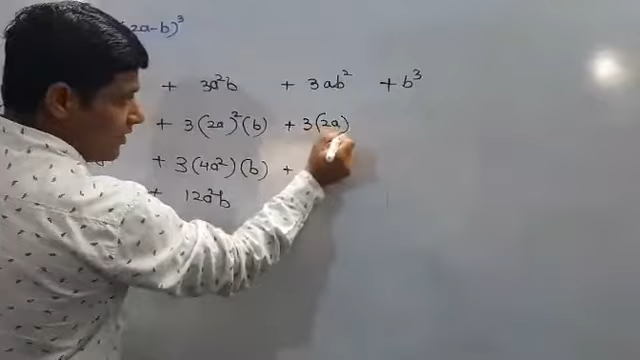 (2a-b)³
+ 3a²b + 3ab² + b³
+ 3(2a)²(b) + 3(2a)
+ 3(4a²)(b) +
+ 12a²b